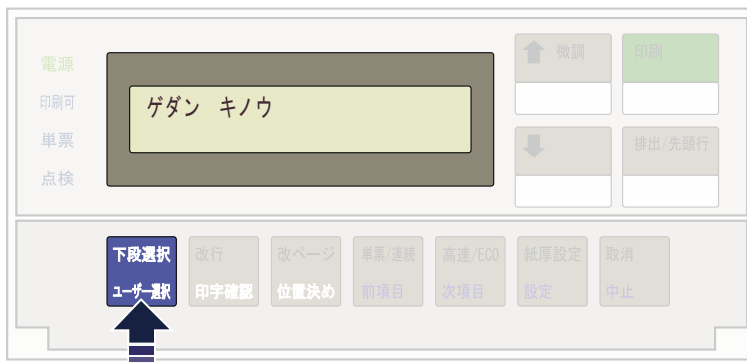 電源
印刷可
単票
点検
ゲダン キノウ
微調
印刷
排出/先頭行
下段選択
ユーザー選択
改行
印字確認
改ページ
位置決め
単票/連続
前項目
高速/ECO
次項目
紙厚設定
設定
取消
中止